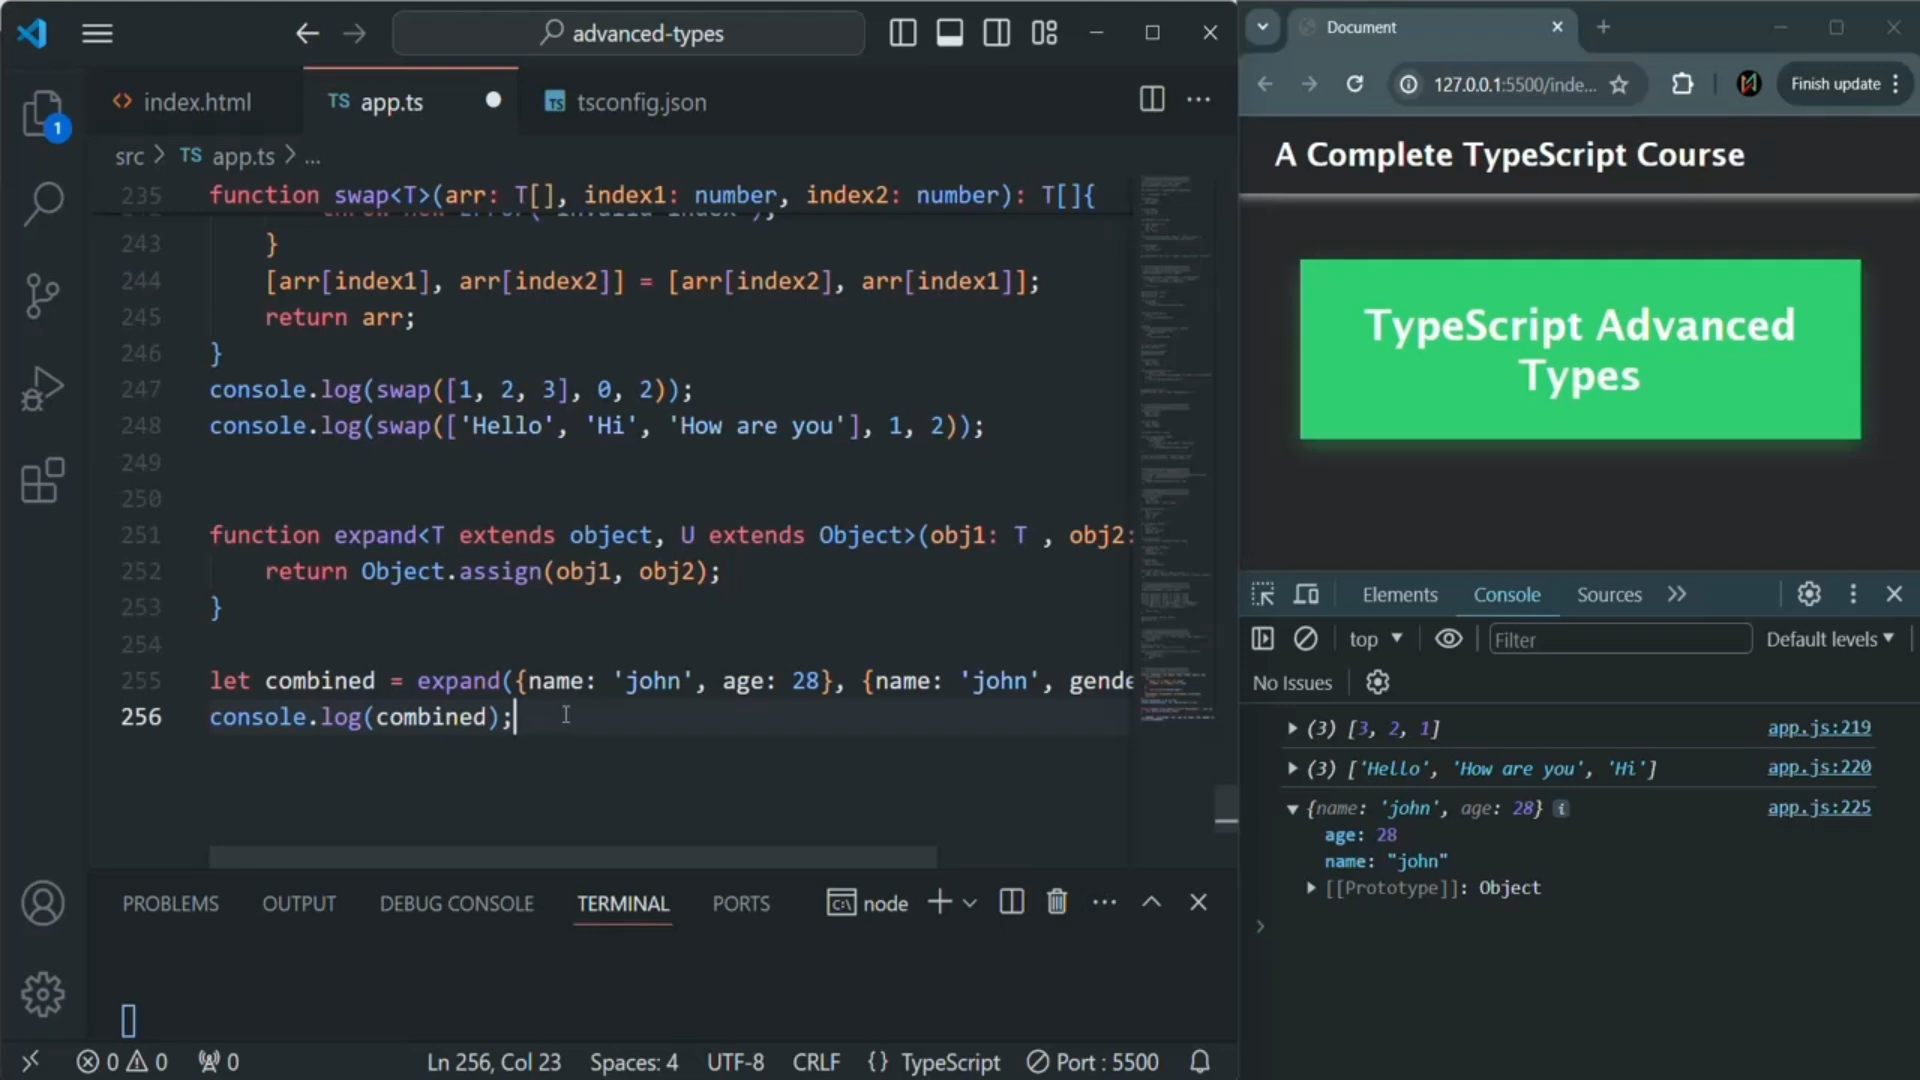 advanced-types
index.html
TS app.ts
tsconfig.json
src > TS app.ts > ...
235 function swap<T>(arr: T[], index1: number, index2: number): T[]{
243 }
244 [arr[index1], arr[index2]] = [arr[index2], arr[index1]];
245 return arr;
246 }
247 console.log(swap([1, 2, 3], 0, 2));
248 console.log(swap(['Hello', 'Hi', 'How are you'], 1, 2));
249
250
251 function expand<T extends object, U extends Object>(obj1: T , obj2:
252 return Object.assign(obj1, obj2);
253 }
254
255 let combined = expand({name: 'john', age: 28}, {name: 'john', gende
256 console.log(combined);
PROBLEMS
OUTPUT
DEBUG CONSOLE
TERMINAL
PORTS
node
1
0 0
0
Ln 256, Col 23
Spaces: 4
UTF-8
CRLF
{} TypeScript
Port : 5500
Document
127.0.0.1:5500/inde...
Finish update
A Complete TypeScript Course
TypeScript Advanced
Types
Elements
Console
Sources
top
Filter
Default levels
No Issues
(3) [3, 2, 1] app.js:219
(3) ['Hello', 'How are you', 'Hi'] app.js:220
{name: 'john', age: 28} app.js:225
age: 28
name: "john"
[[Prototype]]: Object